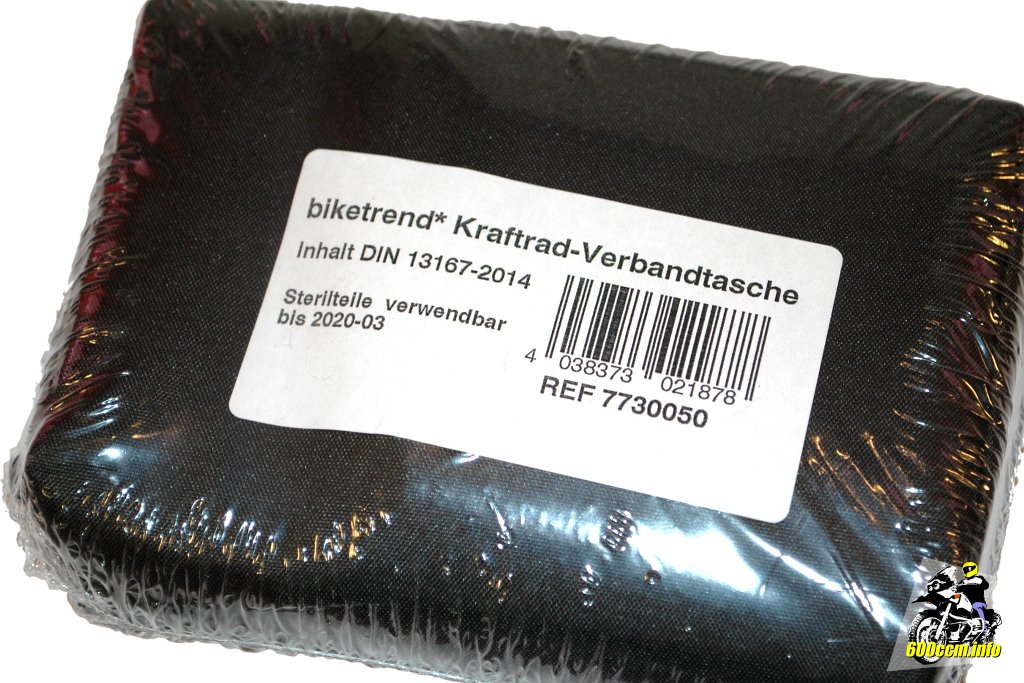 biketrend* Kraftrad-Verbandtasche
Inhalt DIN 13167-2014
Sterilteile verwendbar
bis 2020-03
4 038373 021878
REF 7730050
600ccm.info